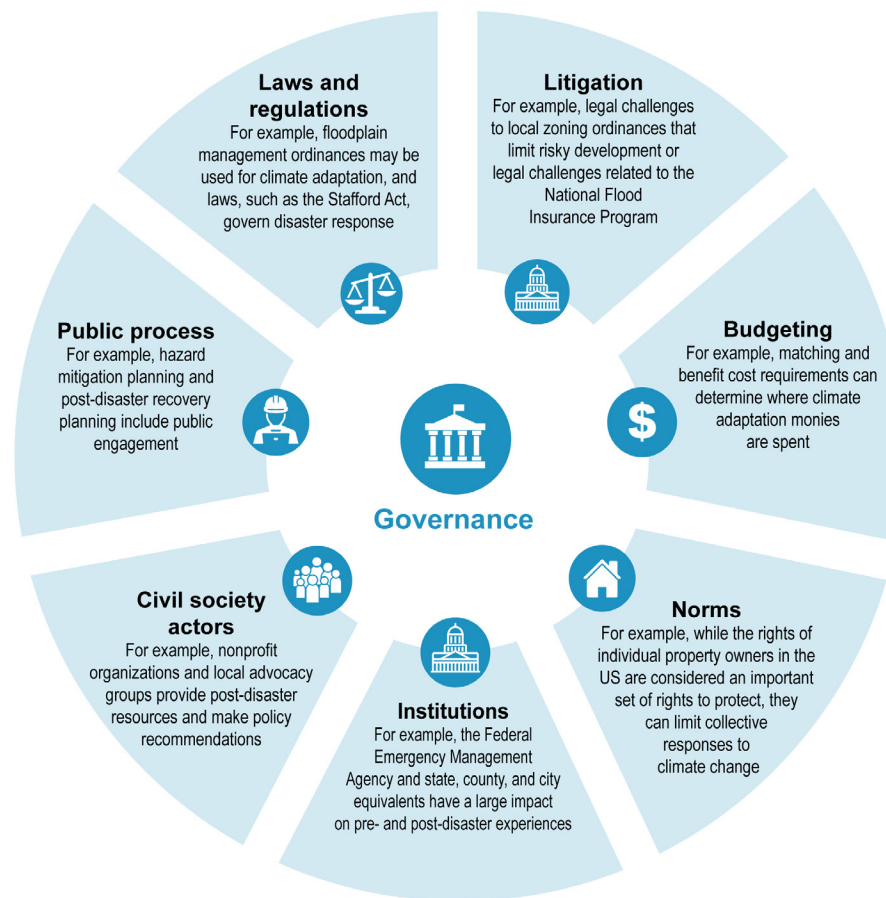 Laws and
regulations
For example, floodplain
management ordinances may be
used for climate adaptation, and
laws, such as the Stafford Act,
govern disaster response
Litigation
For example, legal challenges
to local zoning ordinances that
limit risky development or
legal challenges related to the
National Flood
Insurance Program
Public process
For example, hazard
mitigation planning and
post-disaster recovery
planning include public
engagement
Budgeting
For example, matching and
benefit cost requirements can
determine where climate
adaptation monies
are spent
$
Governance
Civil society
actors
For example, nonprofit
organizations and local advocacy
groups provide post-disaster
resources and make policy
recommendations
Institutions
For example, the Federal
Emergency Management
Agency and state, county, and city
equivalents have a large impact
on pre- and post-disaster experiences
Norms
For example, while the rights of
individual property owners in the
US are considered an important
set of rights to protect, they
can limit collective
responses to
climate change